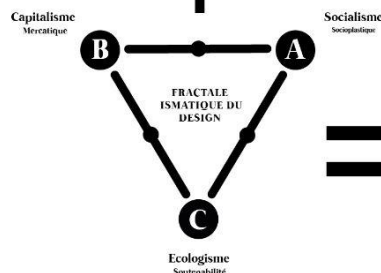 Capitalisme
Mercatique
Socialisme
Socioplastique
B
A
FRACTALE
ISMATIQUE DU
DESIGN
C
Ecologisme
Soutenabilité